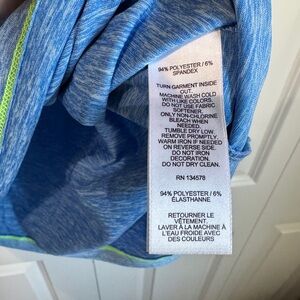 94% POLYESTER / 6%
SPANDEX
TURN GARMENT INSIDE
OUT.
MACHINE WASH COLD
WITH LIKE COLORS.
DO NOT USE FABRIC
SOFTENER.
ONLY NON-CHLORINE
BLEACH WHEN
NEEDED.
TUMBLE DRY LOW.
REMOVE PROMPTLY.
WARM IRON IF NEEDED
ON REVERSE SIDE.
DO NOT IRON
DECORATION.
DO NOT DRY CLEAN.
RN 134578
94% POLYESTER / 6%
ÉLASTHANNE
RETOURNER LE
VÊTEMENT.
LAVER À LA MACHINE ET
À L'EAU FROIDE AVEC
DES COULEURS